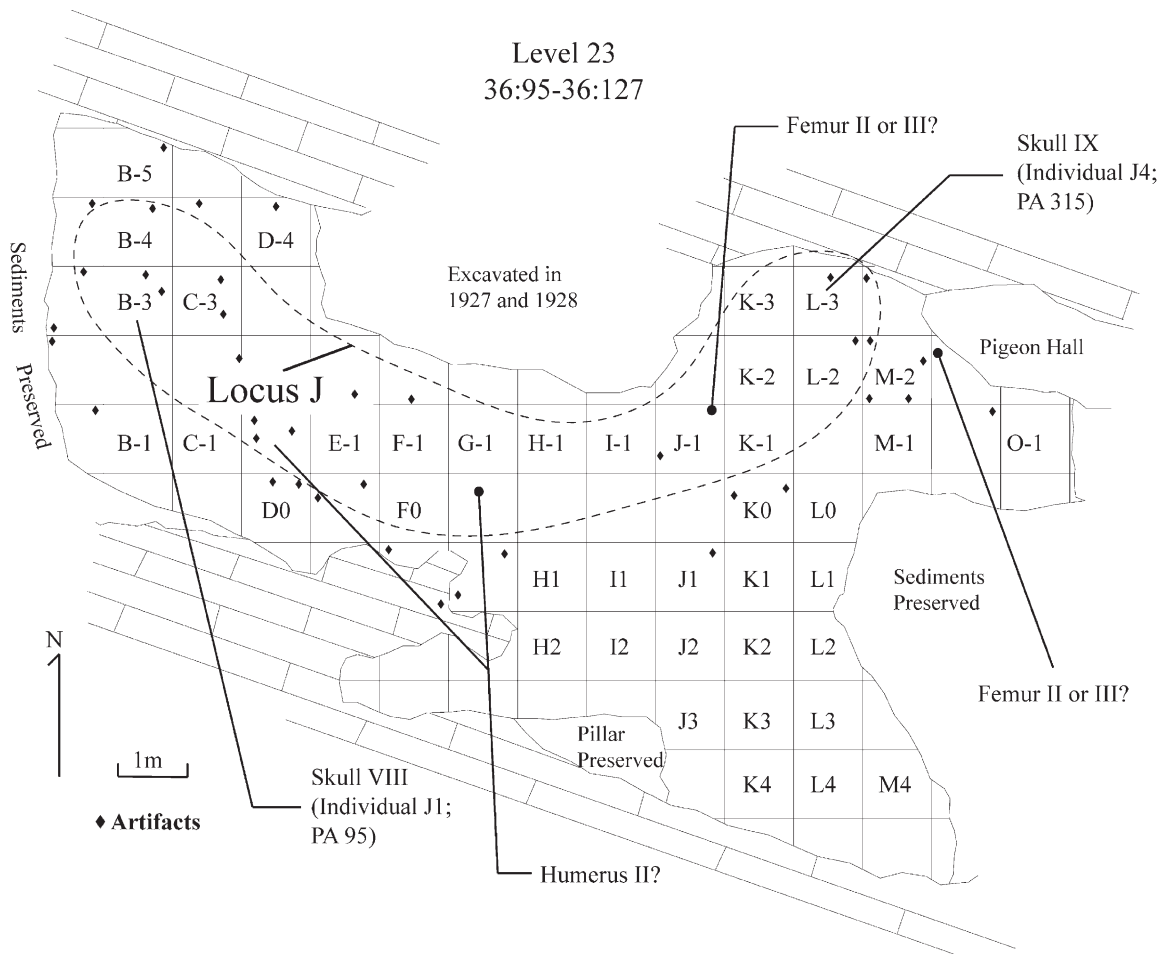 Level 23
36:95-36:127
Femur II or III?
Skull IX
(Individual J4;
PA 315)
B-5
B-4
D-4
Sediments
Preserved
Excavated in
1927 and 1928
B-3
C-3
K-3
L-3
Pigeon Hall
Locus J
K-2
L-2
M-2
B-1
C-1
E-1
F-1
G-1
H-1
I-1
J-1
K-1
M-1
O-1
D0
F0
K0
L0
H1
I1
J1
K1
L1
Sediments
Preserved
N
H2
I2
J2
K2
L2
Femur II or III?
J3
K3
L3
Pillar
Preserved
1m
K4
L4
M4
Skull VIII
(Individual J1;
PA 95)
Artifacts
Humerus II?